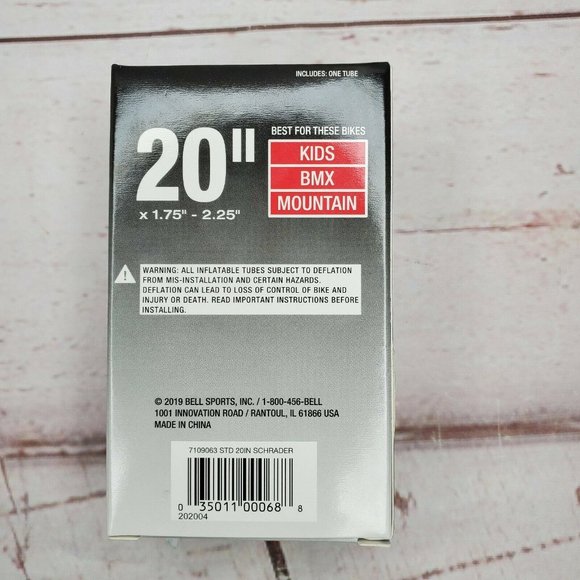 INCLUDES: ONE TUBE
20"
x 1.75" - 2.25"
BEST FOR THESE BIKES
KIDS
BMX
MOUNTAIN
WARNING: ALL INFLATABLE TUBES SUBJECT TO DEFLATION
FROM MIS-INSTALLATION AND CERTAIN HAZARDS.
DEFLATION CAN LEAD TO LOSS OF CONTROL OF BIKE AND
INJURY OR DEATH. READ IMPORTANT INSTRUCTIONS BEFORE
INSTALLING.
© 2019 BELL SPORTS, INC. / 1-800-456-BELL
1001 INNOVATION ROAD / RANTOUL, IL 61866 USA
MADE IN CHINA
7109063 STD 20IN SCHRADER
0 35011 00068 8
202004